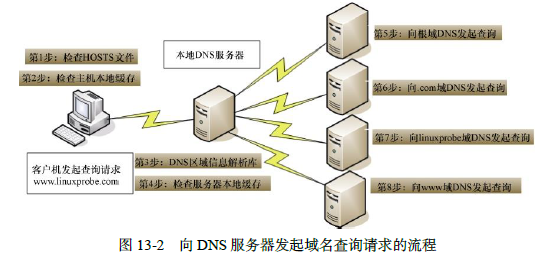 第1步：检查HOSTS文件
第2步：检查主机本地缓存
客户机发起查询请求
www.linuxprobe.com
本地DNS服务器
第3步：DNS区域信息解析库
第4步：检查服务器本地缓存
第5步：向根域DNS发起查询
第6步：向.com域DNS发起查询
第7步：向linuxprobe域DNS发起查询
第8步：向www域DNS发起查询
图 13-2 向 DNS 服务器发起域名查询请求的流程